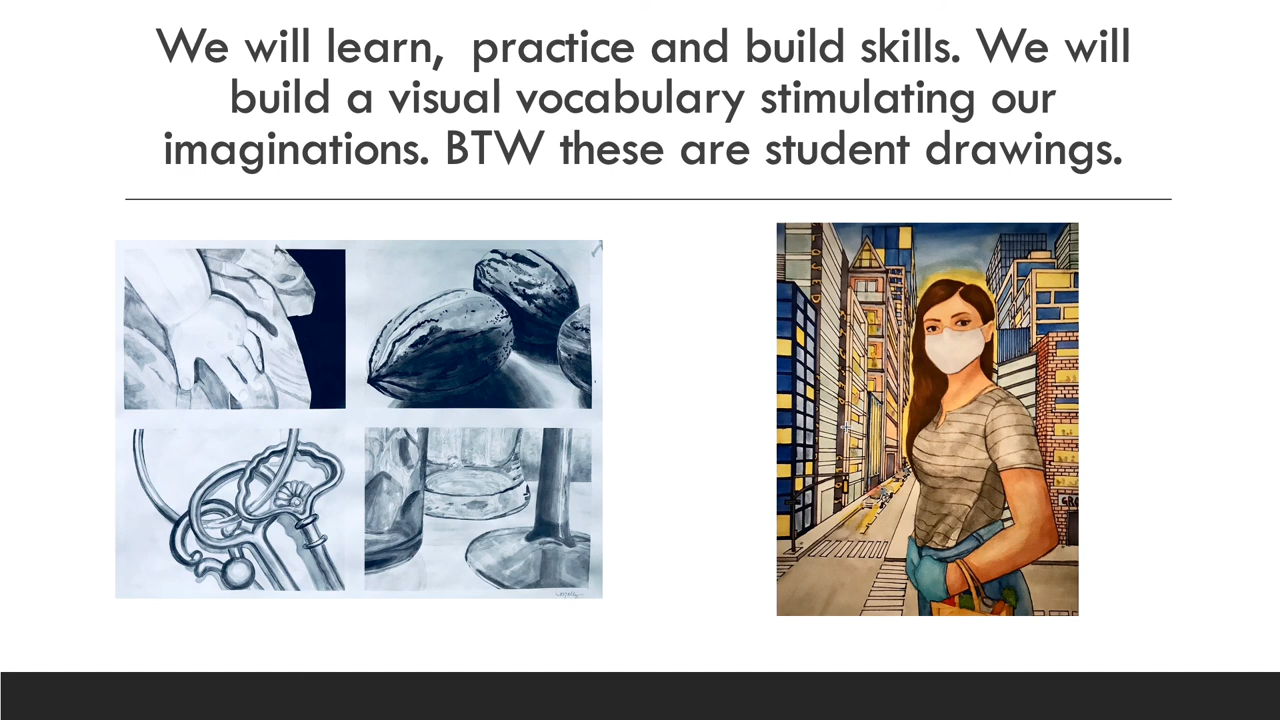 We will learn,  practice and build skills. We will
build a visual vocabulary stimulating our
imaginations. BTW these are student drawings.